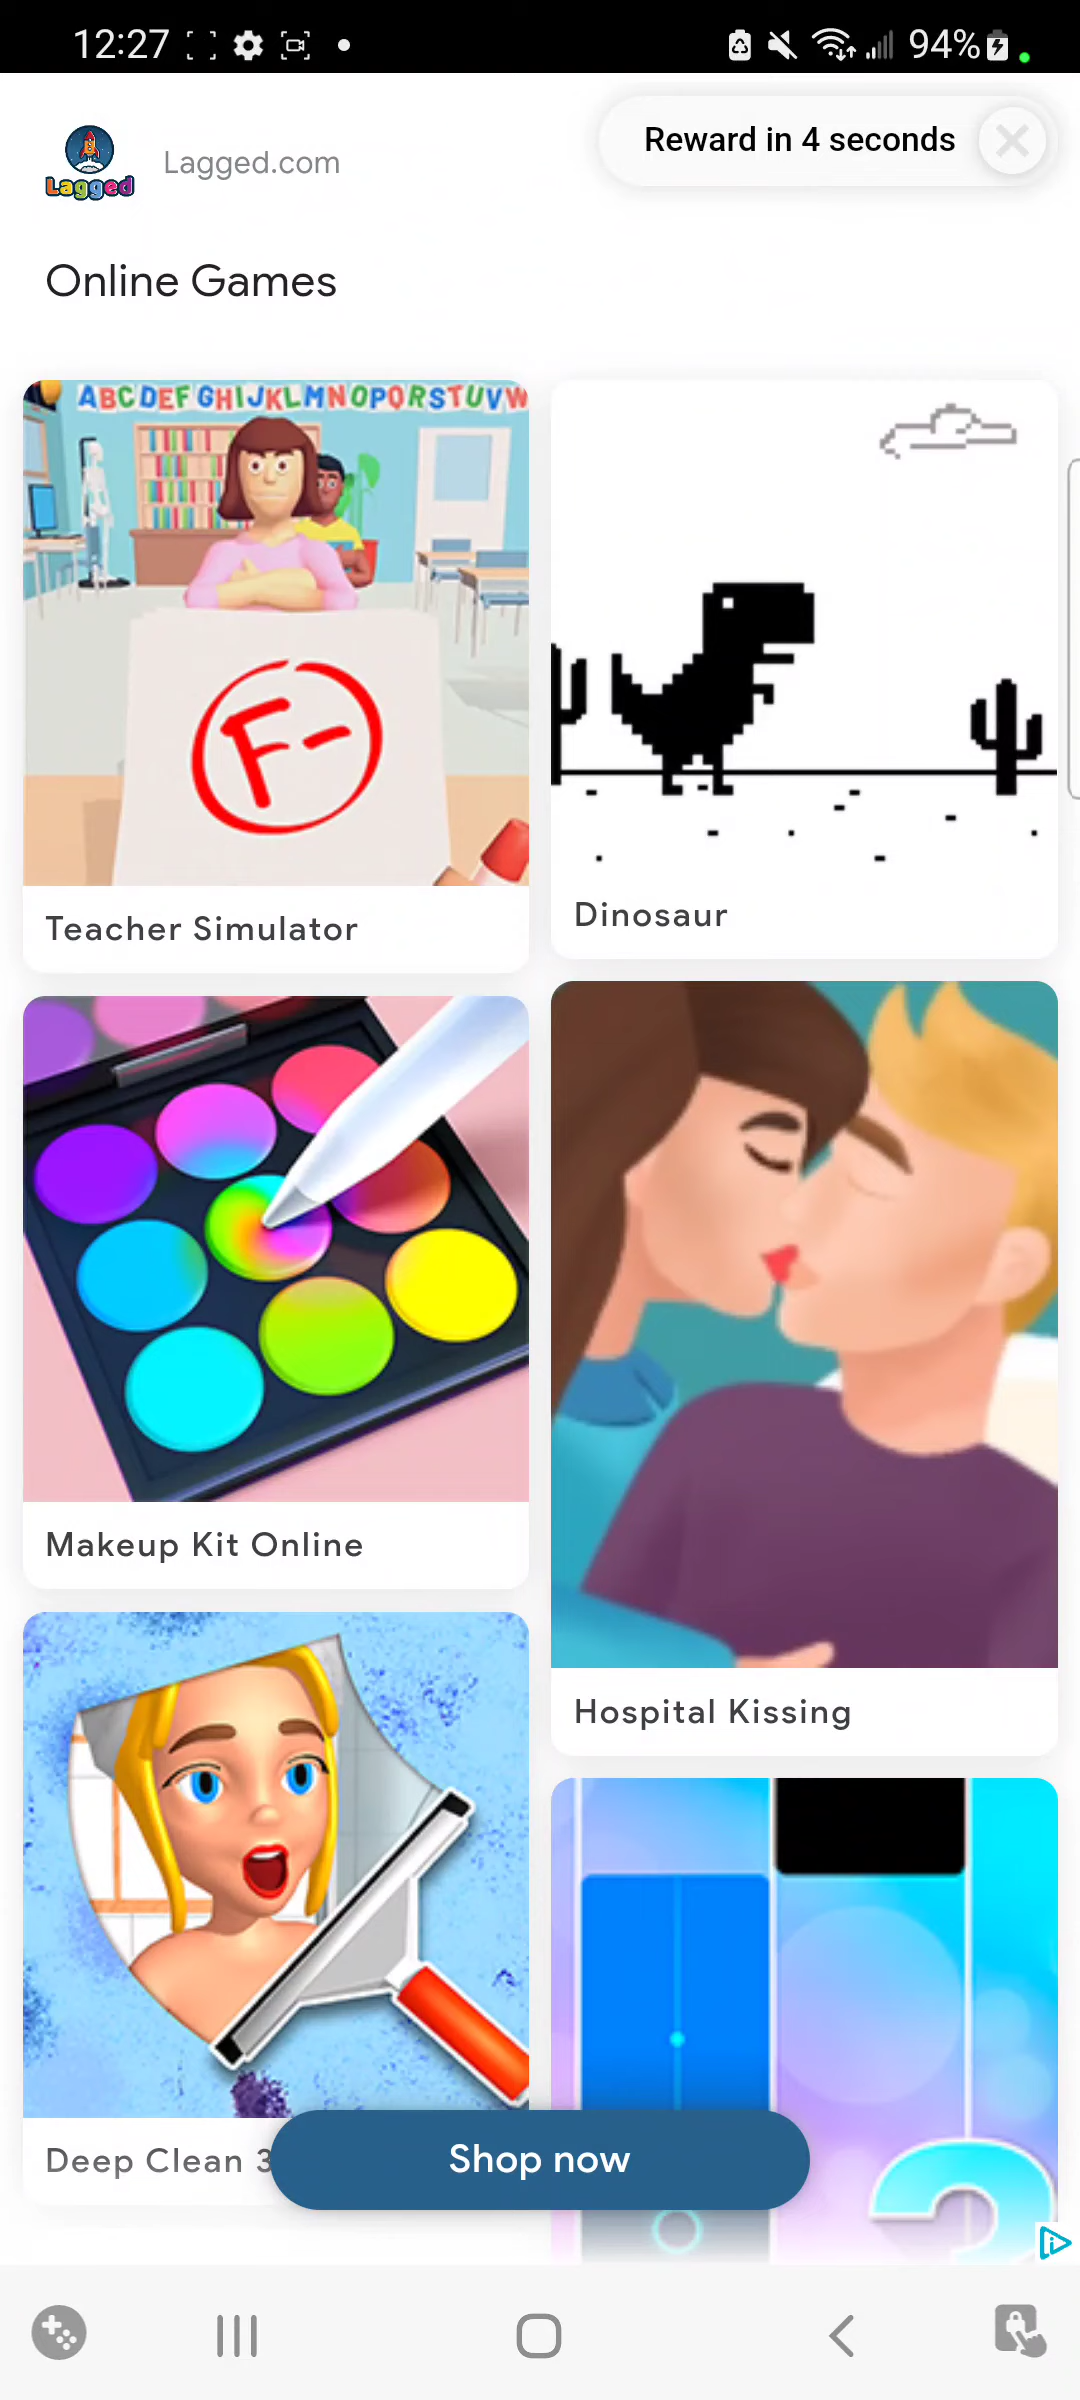 12:27
94%
Reward in 4 seconds
Lagged
Lagged.com
Online Games
ABCDEFGHIJKLMNOPQRSTUVW
F-
Teacher Simulator
Dinosaur
Makeup Kit Online
Hospital Kissing
Deep Clean 3
2
Shop now